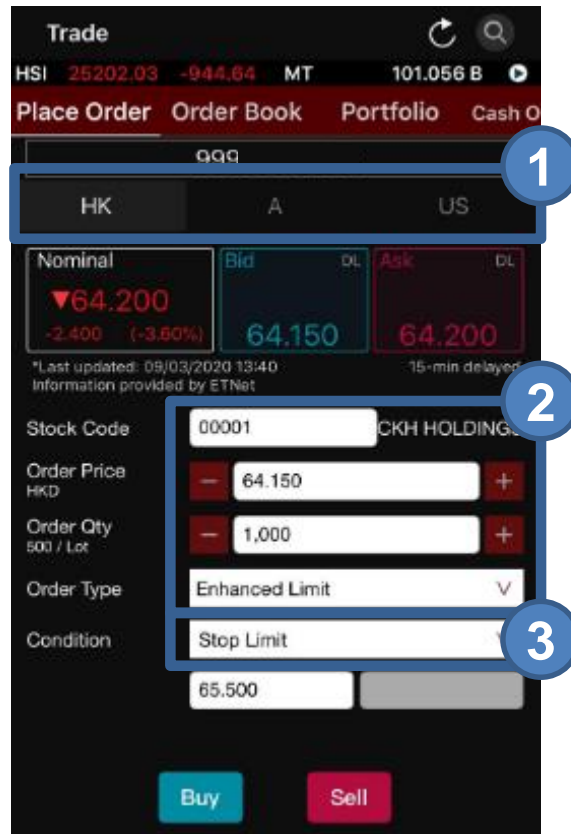 Trade
HSI 25202.03 -944.64 MT 101.056 B
Place Order Order Book Portfolio Cash O
999
1
HK A US
Nominal Bid DL Ask DL
▼64.200
-2.400 (-3.60%) 64.150 64.200
*Last updated: 09/03/2020 13:40 15-min delayed
Information provided by ETNet
2
Stock Code 00001 CKH HOLDINGS
Order Price − 64.150 +
HKD
Order Qty − 1,000 +
500 / Lot
Order Type Enhanced Limit
Condition Stop Limit
3
65.500
Buy Sell